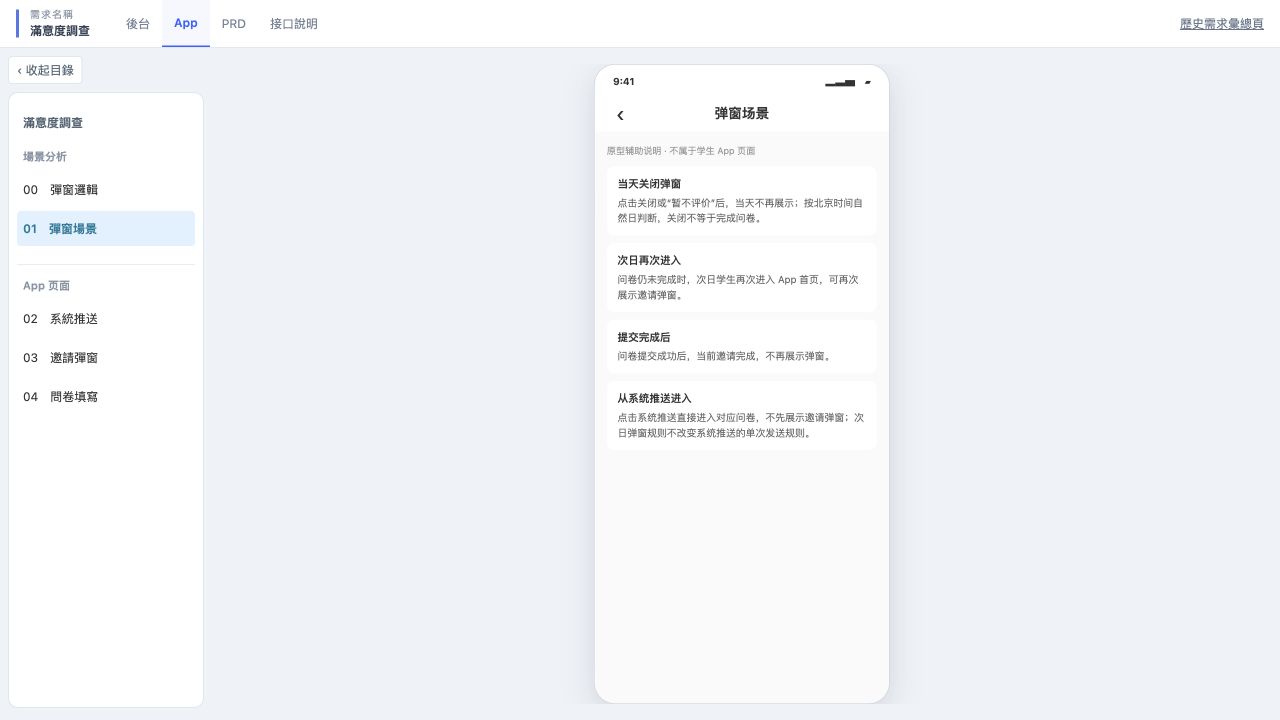 需求名稱
滿意度調查
後台
App
PRD
接口說明
歷史需求彙總頁
‹ 收起目錄
滿意度調查
場景分析
00 彈窗邏輯
01 彈窗場景
App 页面
02 系統推送
03 邀請彈窗
04 問卷填寫
9:41
弹窗场景
原型辅助说明 · 不属于学生 App 页面
当天关闭弹窗
点击关闭或“暂不评价”后，当天不再展示；按北京时间自
然日判断，关闭不等于完成问卷。
次日再次进入
问卷仍未完成时，次日学生再次进入 App 首页，可再次
展示邀请弹窗。
提交完成后
问卷提交成功后，当前邀请完成，不再展示弹窗。
从系统推送进入
点击系统推送直接进入对应问卷，不先展示邀请弹窗；次
日弹窗规则不改变系统推送的单次发送规则。